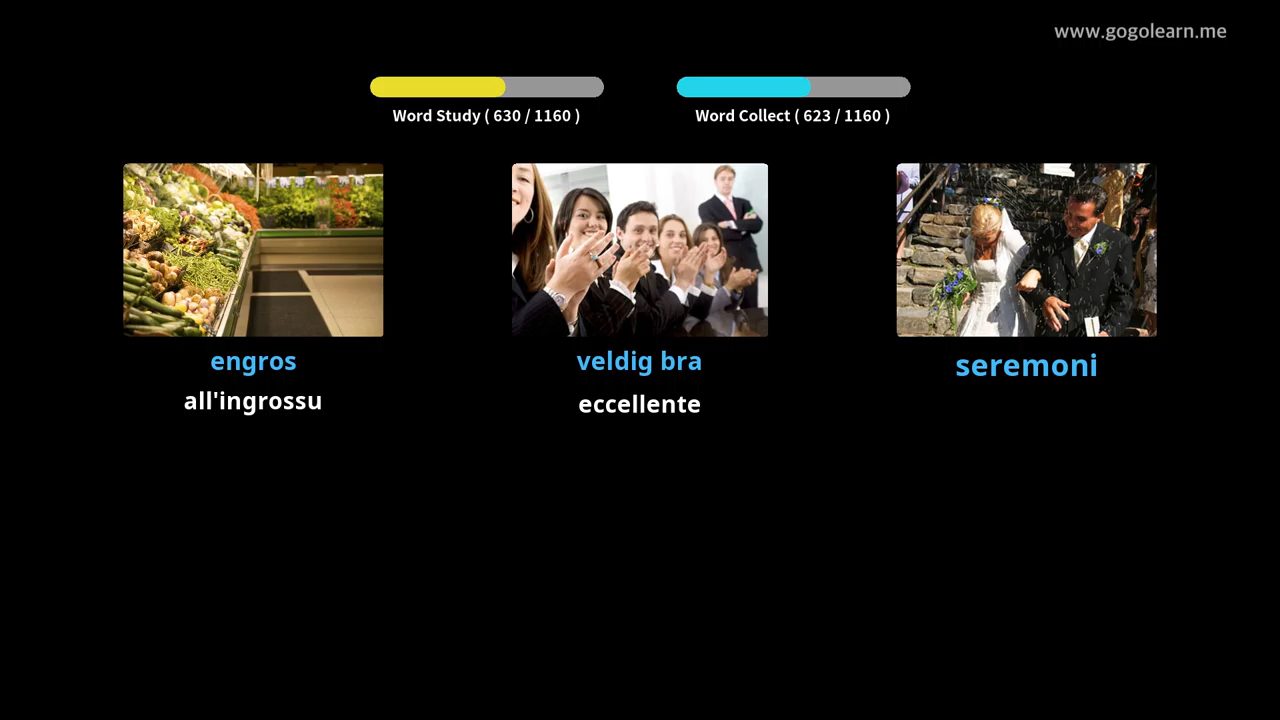 www.gogolearn.me
Word Study ( 630 / 1160 )
Word Collect ( 623 / 1160 )
engros
all'ingrossu
veldig bra
eccellente
seremoni